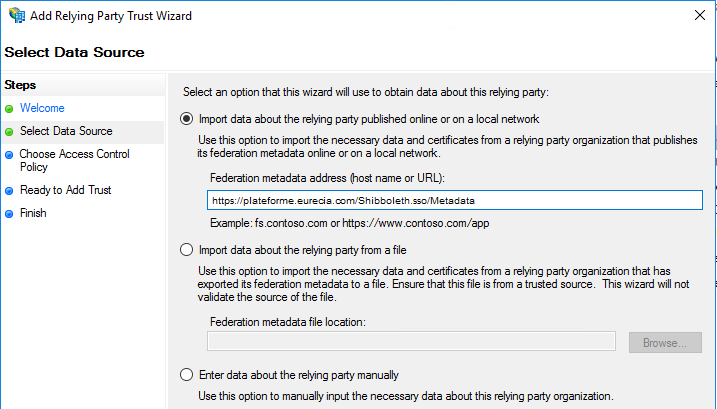 Add Relying Party Trust Wizard
Select Data Source
Steps
Welcome
Select Data Source
Choose Access Control
Policy
Ready to Add Trust
Finish
Select an option that this wizard will use to obtain data about this relying party:
Import data about the relying party published online or on a local network
Use this option to import the necessary data and certificates from a relying party organization that publishes
its federation metadata online or on a local network.
Federation metadata address (host name or URL):
https://plateforme.eurecia.com/Shibboleth.sso/Metadata
Example: fs.contoso.com or https://www.contoso.com/app
Import data about the relying party from a file
Use this option to import the necessary data and certificates from a relying party organization that has
exported its federation metadata to a file. Ensure that this file is from a trusted source.  This wizard will not
validate the source of the file.
Federation metadata file location:
Browse...
Enter data about the relying party manually
Use this option to manually input the necessary data about this relying party organization.